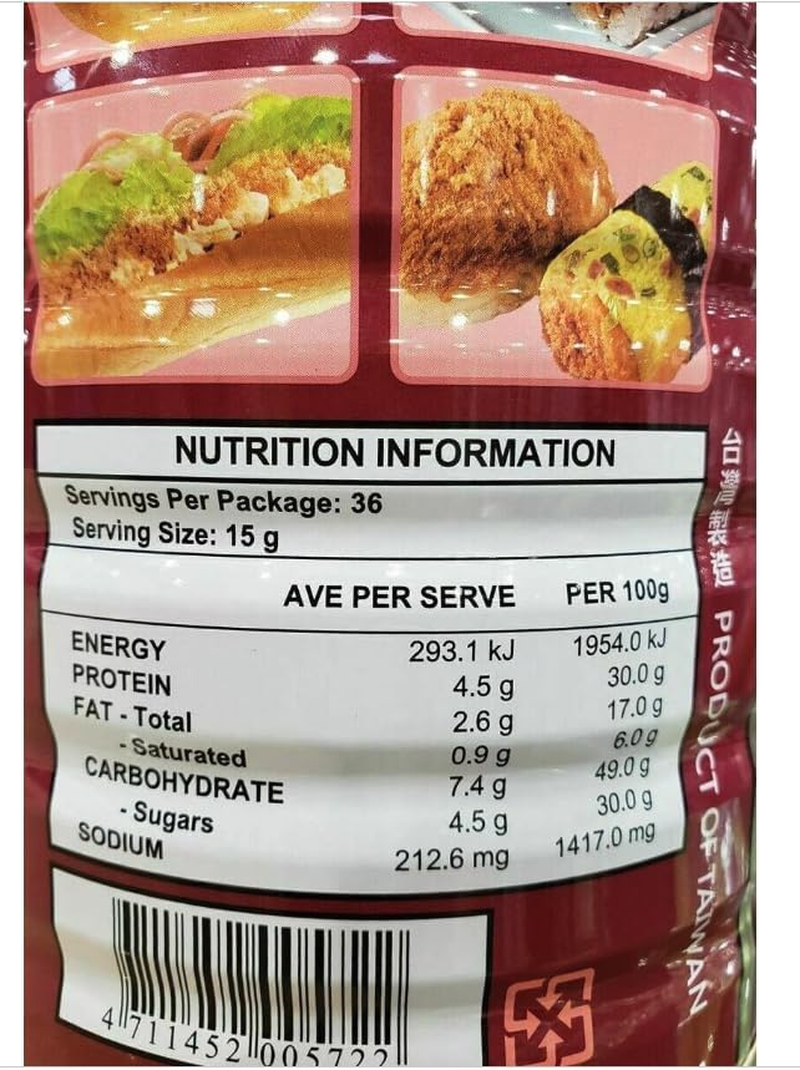 NUTRITION INFORMATION
Servings Per Package: 36
Serving Size: 15 g
AVE PER SERVE PER 100g
ENERGY 293.1 kJ 1954.0 kJ
PROTEIN 4.5 g 30.0 g
FAT - Total 2.6 g 17.0 g
- Saturated 0.9 g 6.0 g
CARBOHYDRATE 7.4 g 49.0 g
- Sugars 4.5 g 30.0 g
SODIUM 212.6 mg 1417.0 mg
台灣製造 PRODUCT OF TAIWAN
4 711452 005722